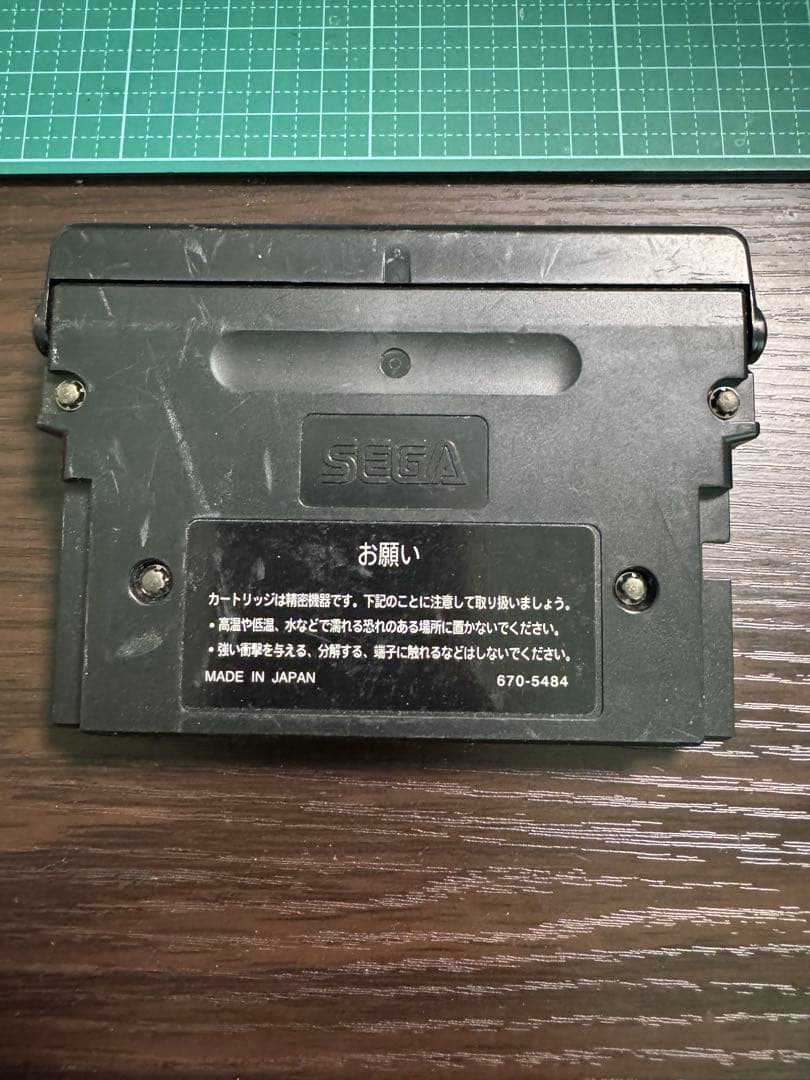 SEGA
お願い
カートリッジは精密機器です。下記のことに注意して取り扱いましょう。
・高温や低温、水などで濡れる恐れのある場所に置かないでください。
・強い衝撃を与える、分解する、端子に触れるなどはしないでください。
MADE IN JAPAN 670-5484